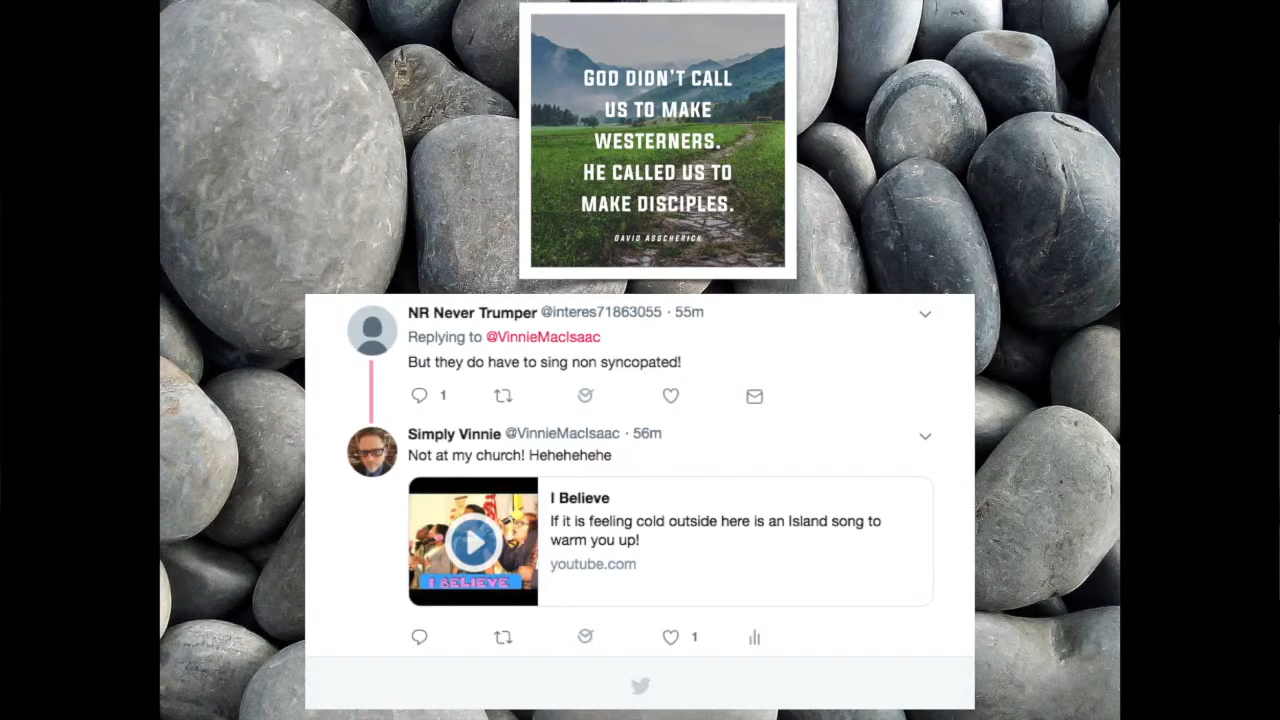 GOD DIDN'T CALL
US TO MAKE
WESTERNERS.
HE CALLED US TO
MAKE DISCIPLES.
DAVID ASSCHERICK
NR Never Trumper @interes71863055 · 55m
Replying to @VinnieMacIsaac
But they do have to sing non syncopated!
1
Simply Vinnie @VinnieMacIsaac · 56m
Not at my church! Hehehehehe
I Believe
If it is feeling cold outside here is an Island song to
warm you up!
youtube.com
I BELIEVE
1